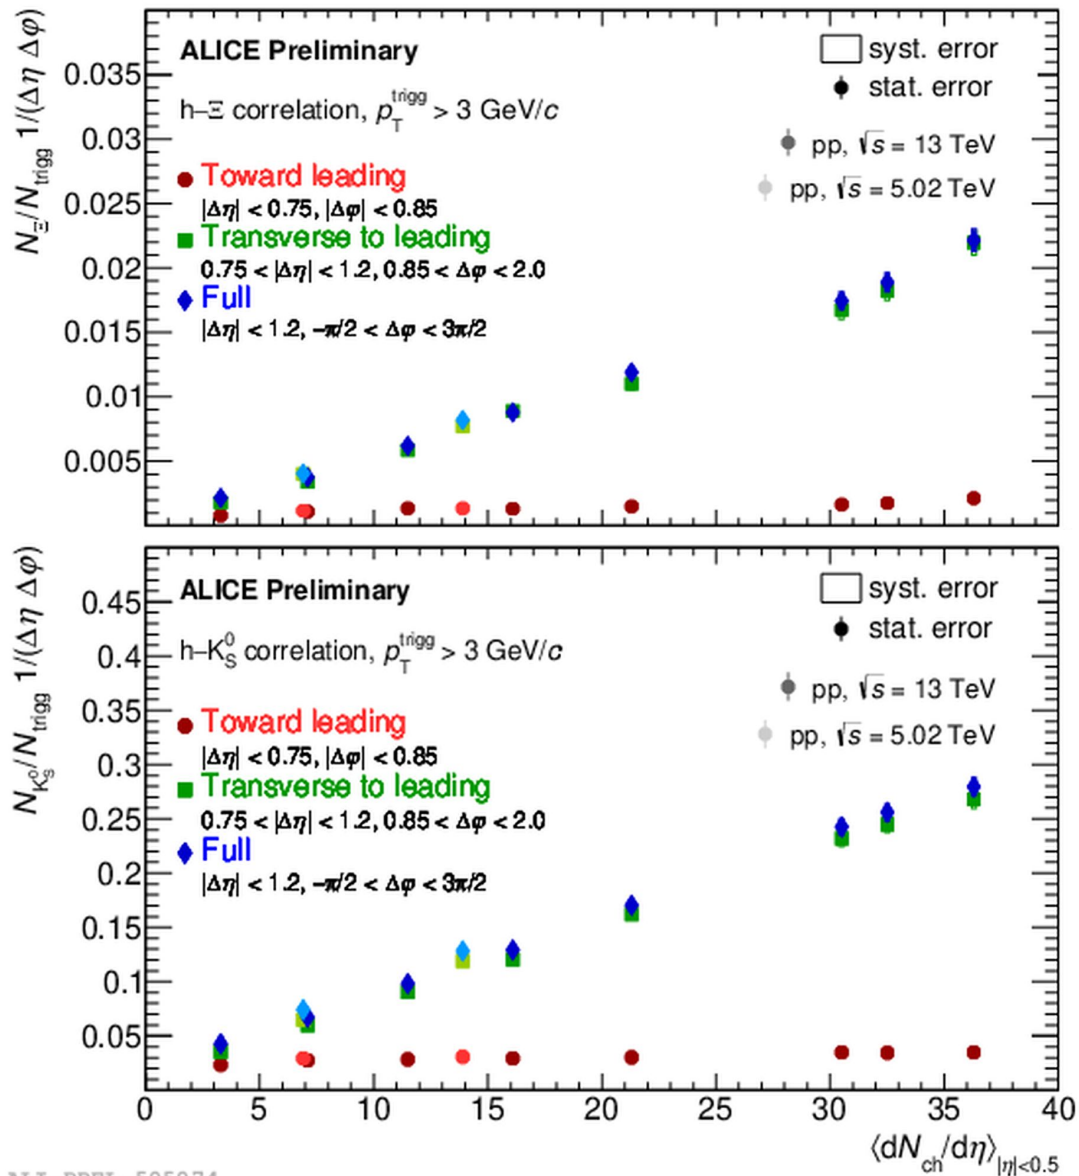 N_Ξ/N_trigg 1/(Δη Δφ)
0.035
0.03
0.025
0.02
0.015
0.01
0.005
ALICE Preliminary
h–Ξ correlation, p_T^trigg > 3 GeV/c
Toward leading
|Δη| < 0.75, |Δφ| < 0.85
Transverse to leading
0.75 < |Δη| < 1.2, 0.85 < Δφ < 2.0
Full
|Δη| < 1.2, –π/2 < Δφ < 3π/2
syst. error
stat. error
pp, √s = 13 TeV
pp, √s = 5.02 TeV
N_K_S^0/N_trigg 1/(Δη Δφ)
0.45
0.4
0.35
0.3
0.25
0.2
0.15
0.1
0.05
ALICE Preliminary
h–K_S^0 correlation, p_T^trigg > 3 GeV/c
Toward leading
|Δη| < 0.75, |Δφ| < 0.85
Transverse to leading
0.75 < |Δη| < 1.2, 0.85 < Δφ < 2.0
Full
|Δη| < 1.2, –π/2 < Δφ < 3π/2
syst. error
stat. error
pp, √s = 13 TeV
pp, √s = 5.02 TeV
0 5 10 15 20 25 30 35 40
⟨dN_ch/dη⟩_|η|<0.5